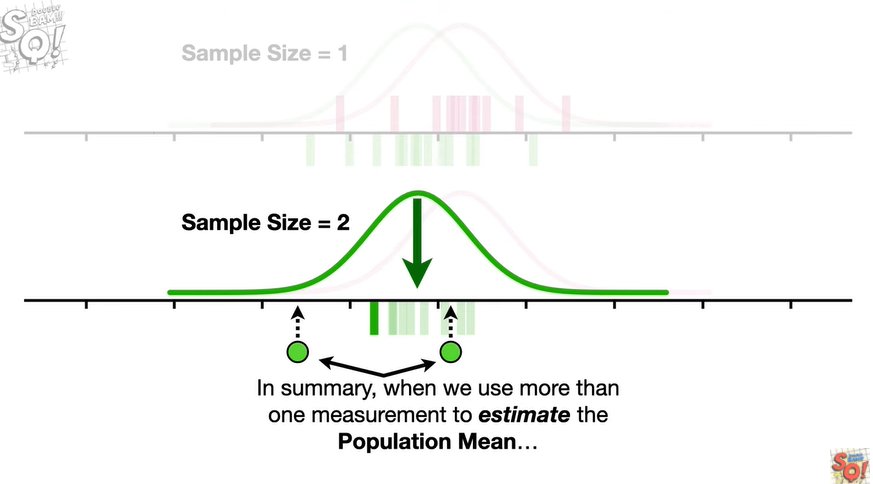 DOUBLE
BAM!!
SQ!
Sample Size = 1
Sample Size = 2
In summary, when we use more than
one measurement to estimate the
Population Mean…
SQ!